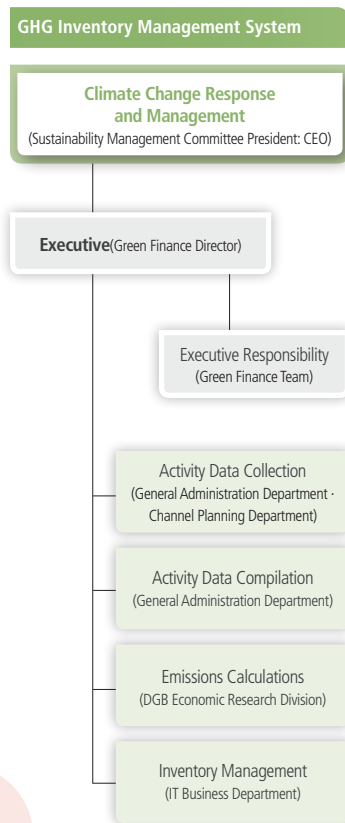 GHG Inventory Management System
Climate Change Response
and Management
(Sustainability Management Committee President: CEO)
Executive(Green Finance Director)
Executive Responsibility
(Green Finance Team)
Activity Data Collection
(General Administration Department ·
Channel Planning Department)
Activity Data Compilation
(General Administration Department)
Emissions Calculations
(DGB Economic Research Division)
Inventory Management
(IT Business Department)